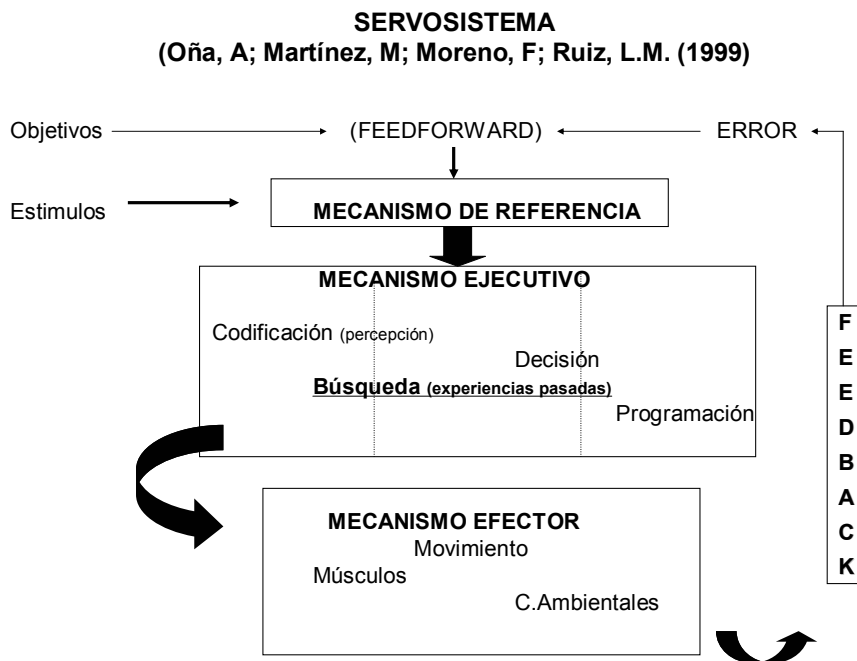 SERVOSISTEMA
(Oña, A; Martínez, M; Moreno, F; Ruiz, L.M. (1999)
Objetivos (FEEDFORWARD) ERROR
Estimulos
MECANISMO DE REFERENCIA
MECANISMO EJECUTIVO
Codificación (percepción)
Decisión
Búsqueda (experiencias pasadas)
Programación
MECANISMO EFECTOR
Movimiento
Músculos
C.Ambientales
F
E
E
D
B
A
C
K